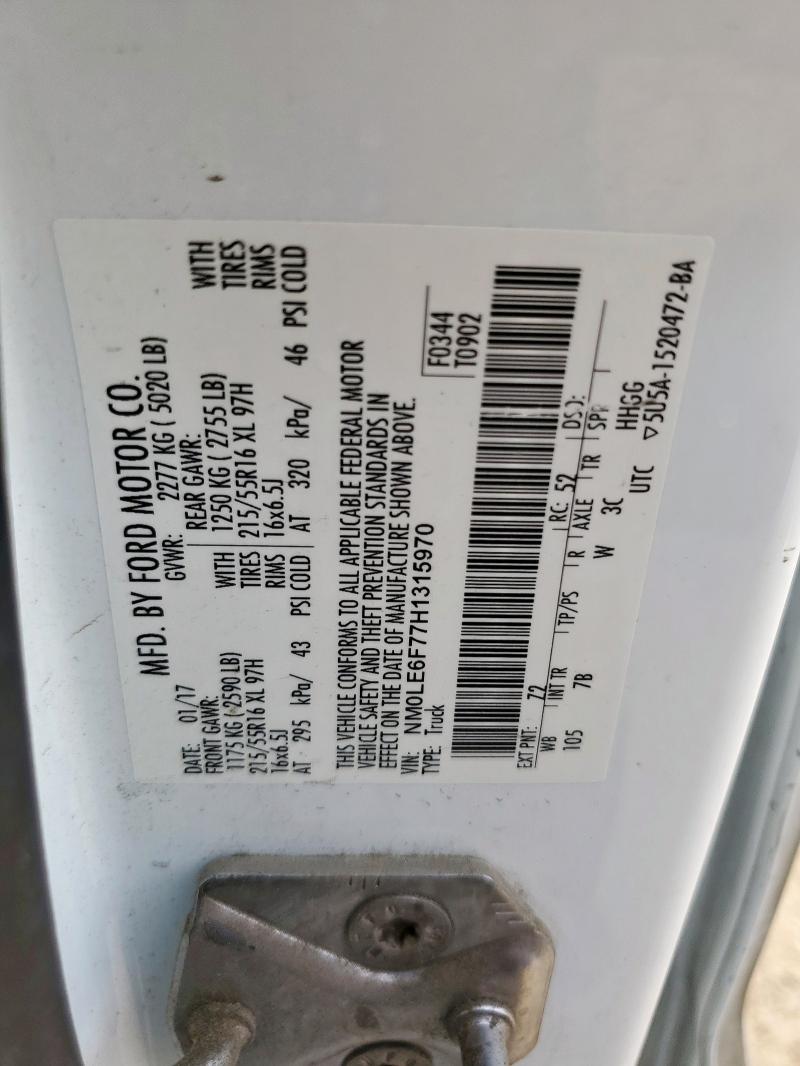 MFD. BY FORD MOTOR CO.
DATE: 01/17 GVWR: 2277 KG ( 5020 LB)
FRONT GAWR: REAR GAWR:
1175 KG ( 2590 LB) WITH 1250 KG ( 2755 LB) WITH
215/55R16 XL 97H TIRES 215/55R16 XL 97H TIRES
16x6.5J RIMS 16x6.5J RIMS
AT 295 kPa/ 43 PSI COLD AT 320 kPa/ 46 PSI COLD
THIS VEHICLE CONFORMS TO ALL APPLICABLE FEDERAL MOTOR
VEHICLE SAFETY AND THEFT PREVENTION STANDARDS IN
EFFECT ON THE DATE OF MANUFACTURE SHOWN ABOVE.
VIN: NM0LE6F77H1315970
TYPE: Truck
F0344
T0902
EXT PNT: Z2 RC: 52 DSO:
WB INT TR TP/PS R AXLE TR SPR
105 7B W 3C HHGG
UTC ▽5U5A-1520472-BA